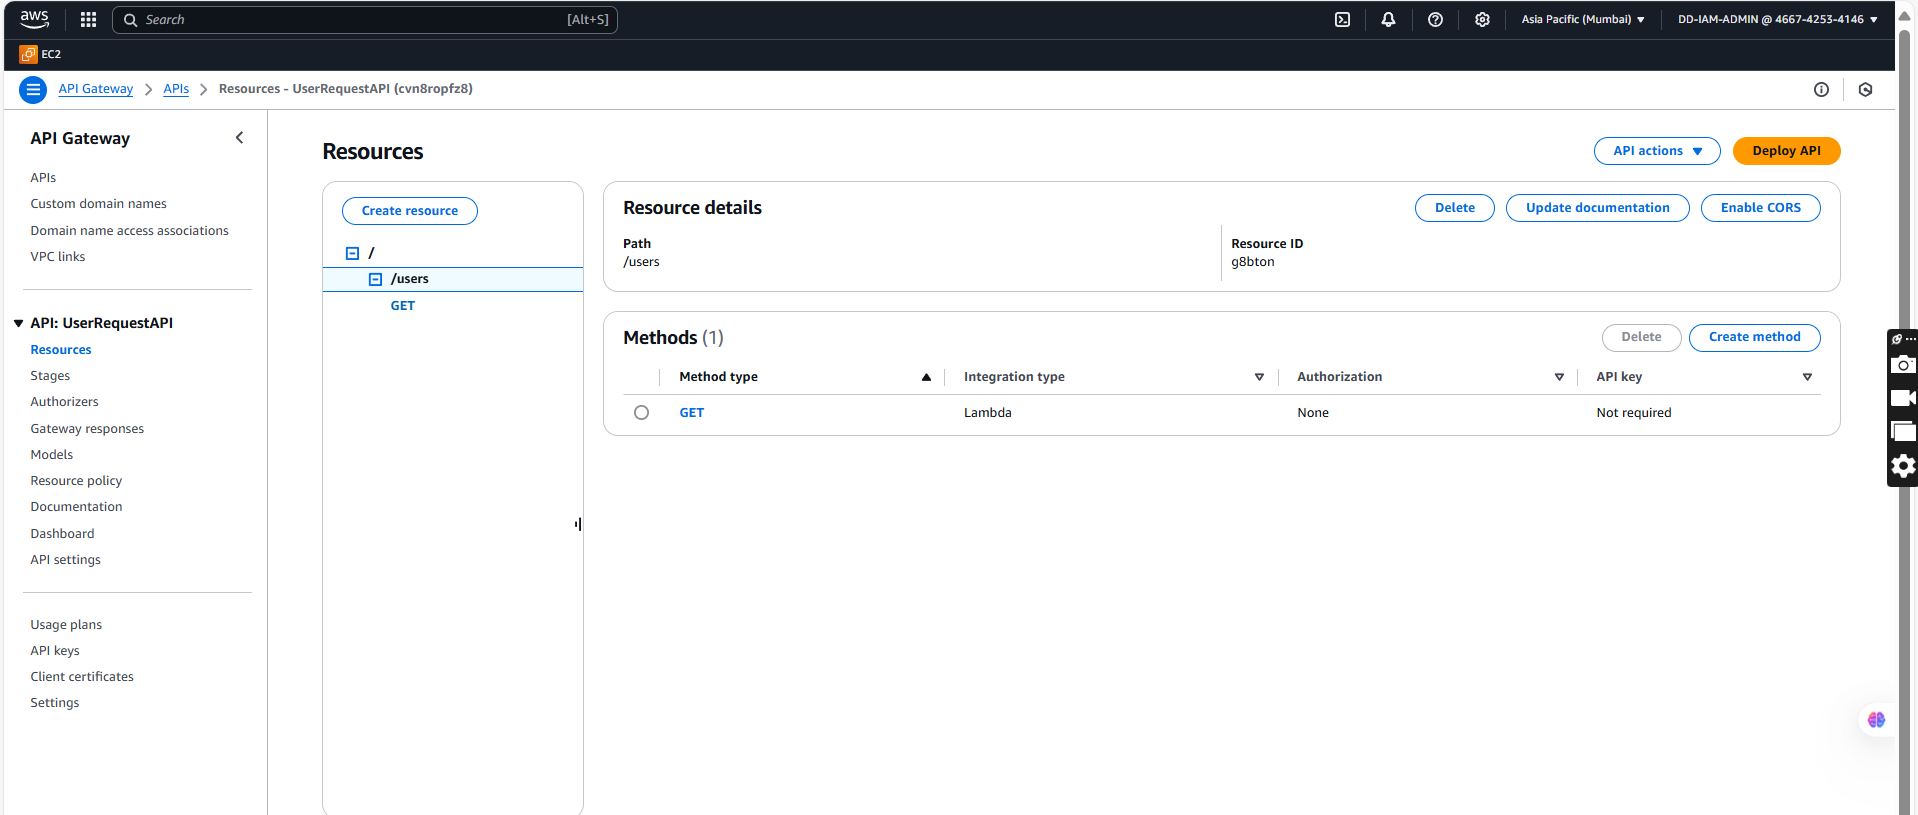 aws
Search [Alt+S]
Asia Pacific (Mumbai)
DD-IAM-ADMIN @ 4667-4253-4146
EC2
API Gateway APIs Resources - UserRequestAPI (cvn8ropfz8)
API Gateway
APIs
Custom domain names
Domain name access associations
VPC links
API: UserRequestAPI
Resources
Stages
Authorizers
Gateway responses
Models
Resource policy
Documentation
Dashboard
API settings
Usage plans
API keys
Client certificates
Settings
Resources
API actions
Deploy API
Create resource
/
/users
GET
Resource details
Delete
Update documentation
Enable CORS
Path
/users
Resource ID
g8bton
Methods (1)
Delete
Create method
Method type Integration type Authorization API key
GET Lambda None Not required